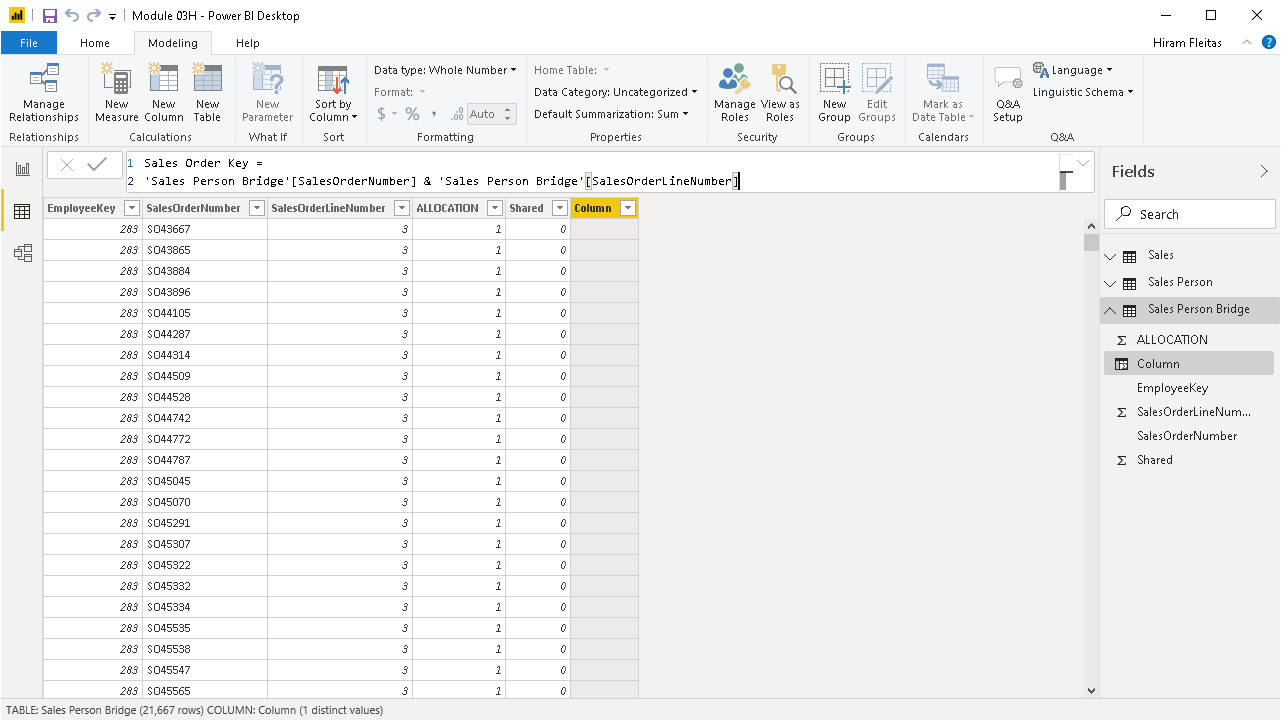 Module 03H - Power BI Desktop
File Home Modeling Help Hiram Fleitas
Manage Relationships
New Measure
New Column
New Table
New Parameter
Sort by Column
Data type: Whole Number
Format:
$ % , .00 Auto
Home Table:
Data Category: Uncategorized
Default Summarization: Sum
Manage Roles
View as Roles
New Group
Edit Groups
Mark as Date Table
Q&A Setup
Language
Linguistic Schema
Relationships Calculations What If Sort Formatting Properties Security Groups Calendars Q&A
1 Sales Order Key =
2 'Sales Person Bridge'[SalesOrderNumber] & 'Sales Person Bridge'[SalesOrderLineNumber]
EmployeeKey SalesOrderNumber SalesOrderLineNumber ALLOCATION Shared Column
283 SO43667 3 1 0
283 SO43865 3 1 0
283 SO43884 3 1 0
283 SO43896 3 1 0
283 SO44105 3 1 0
283 SO44287 3 1 0
283 SO44314 3 1 0
283 SO44509 3 1 0
283 SO44528 3 1 0
283 SO44742 3 1 0
283 SO44772 3 1 0
283 SO44787 3 1 0
283 SO45045 3 1 0
283 SO45070 3 1 0
283 SO45291 3 1 0
283 SO45307 3 1 0
283 SO45322 3 1 0
283 SO45332 3 1 0
283 SO45334 3 1 0
283 SO45535 3 1 0
283 SO45538 3 1 0
283 SO45547 3 1 0
283 SO45565 3 1 0
Fields
Search
Sales
Sales Person
Sales Person Bridge
Σ ALLOCATION
Column
EmployeeKey
Σ SalesOrderLineNum...
SalesOrderNumber
Σ Shared
TABLE: Sales Person Bridge (21,667 rows) COLUMN: Column (1 distinct values)